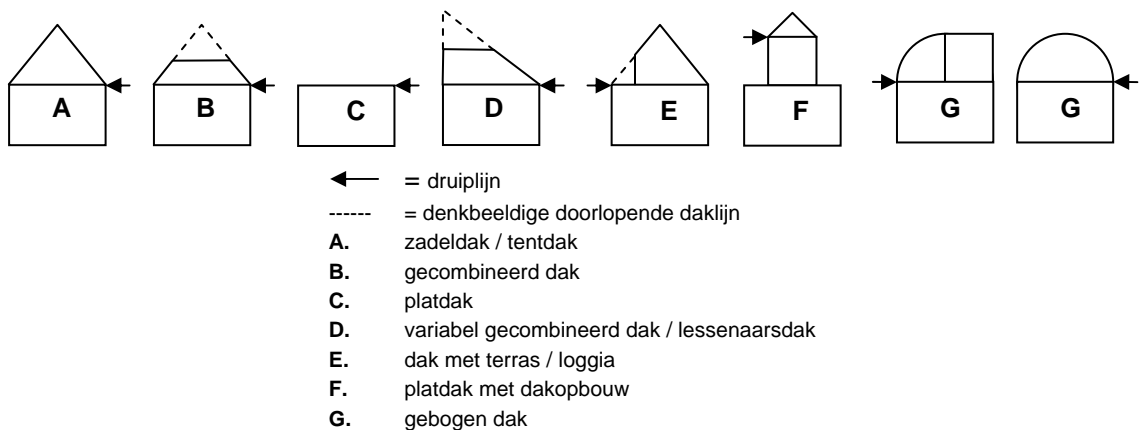 A B C D E F G G
= druiplijn
------ = denkbeeldige doorlopende daklijn
A. zadeldak / tentdak
B. gecombineerd dak
C. platdak
D. variabel gecombineerd dak / lessenaarsdak
E. dak met terras / loggia
F. platdak met dakopbouw
G. gebogen dak